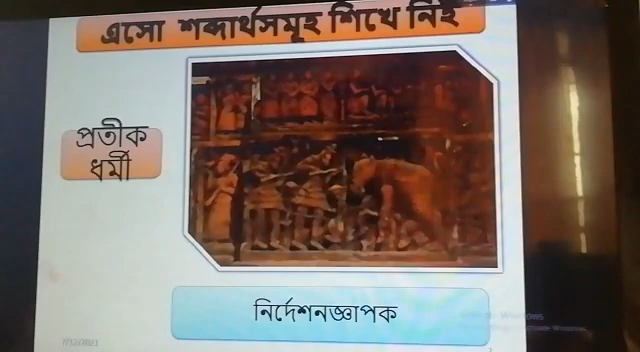 এসো শব্দার্থসমূহ শিখে নিই
প্রতীক
ধর্মী
নির্দেশনজ্ঞাপক